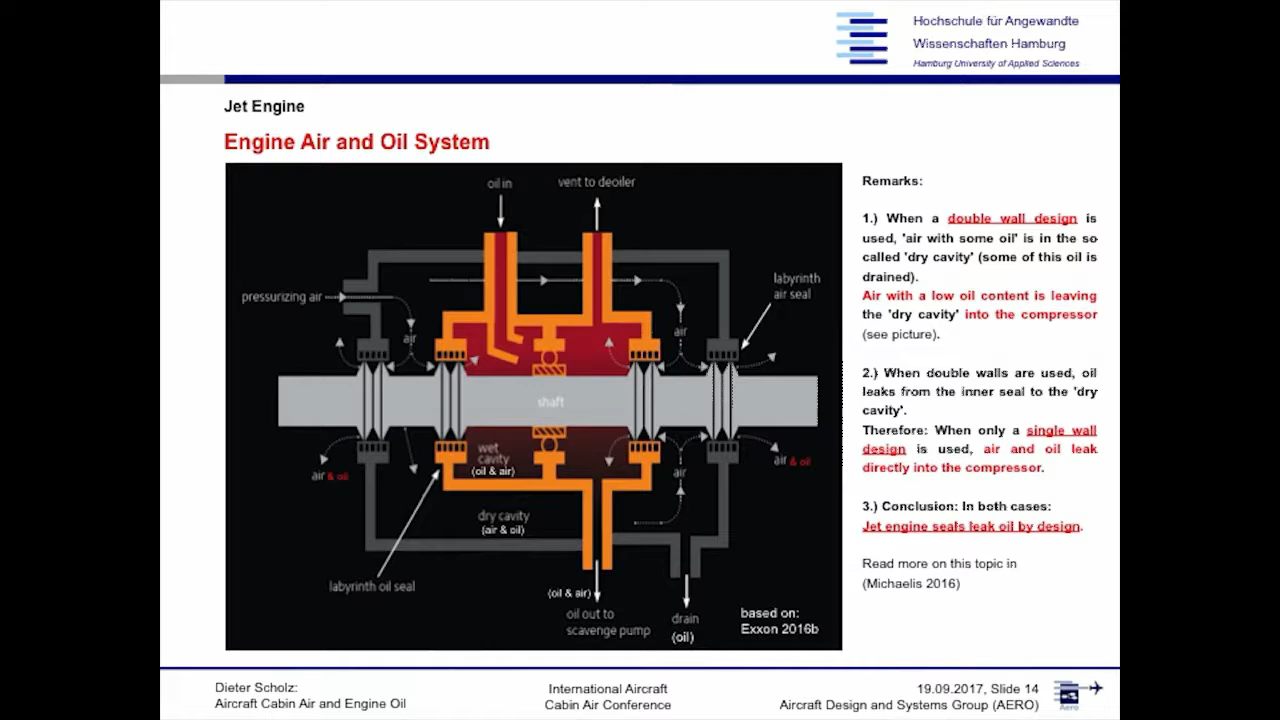 Hochschule für Angewandte
Wissenschaften Hamburg
Hamburg University of Applied Sciences
Jet Engine
Engine Air and Oil System
oil in
vent to deoiler
labyrinth
air seal
pressurizing air
air
air
shaft
wet
cavity
(oil & air)
air & oil
air
air & oil
dry cavity
(air & oil)
labyrinth oil seal
(oil & air)
oil out to
scavenge pump
drain
(oil)
based on:
Exxon 2016b
Remarks:
1.) When a double wall design is
used, 'air with some oil' is in the so
called 'dry cavity' (some of this oil is
drained).
Air with a low oil content is leaving
the 'dry cavity' into the compressor
(see picture).
2.) When double walls are used, oil
leaks from the inner seal to the 'dry
cavity'.
Therefore: When only a single wall
design is used, air and oil leak
directly into the compressor.
3.) Conclusion: In both cases:
Jet engine seals leak oil by design.
Read more on this topic in
(Michaelis 2016)
Dieter Scholz:
Aircraft Cabin Air and Engine Oil
International Aircraft
Cabin Air Conference
19.09.2017, Slide 14
Aircraft Design and Systems Group (AERO)
Aero